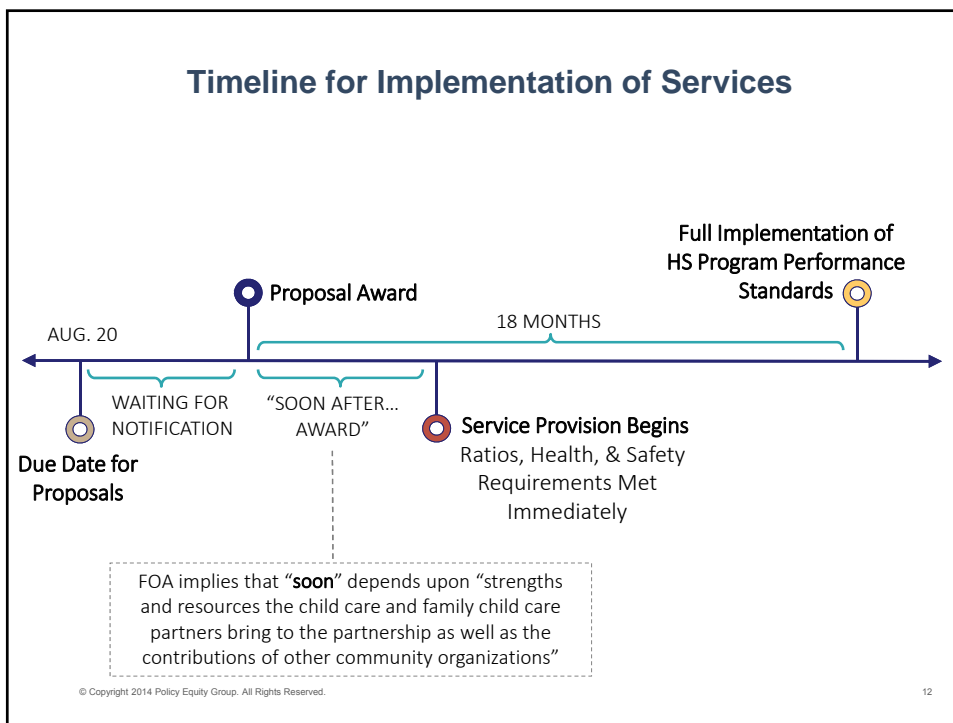 Timeline for Implementation of Services
Full Implementation of
HS Program Performance
Standards
Proposal Award
18 MONTHS
AUG. 20
WAITING FOR
NOTIFICATION
“SOON AFTER…
AWARD”
Service Provision Begins
Ratios, Health, & Safety
Requirements Met
Immediately
Due Date for
Proposals
FOA implies that “soon” depends upon “strengths
and resources the child care and family child care
partners bring to the partnership as well as the
contributions of other community organizations”
© Copyright 2014 Policy Equity Group. All Rights Reserved.
12